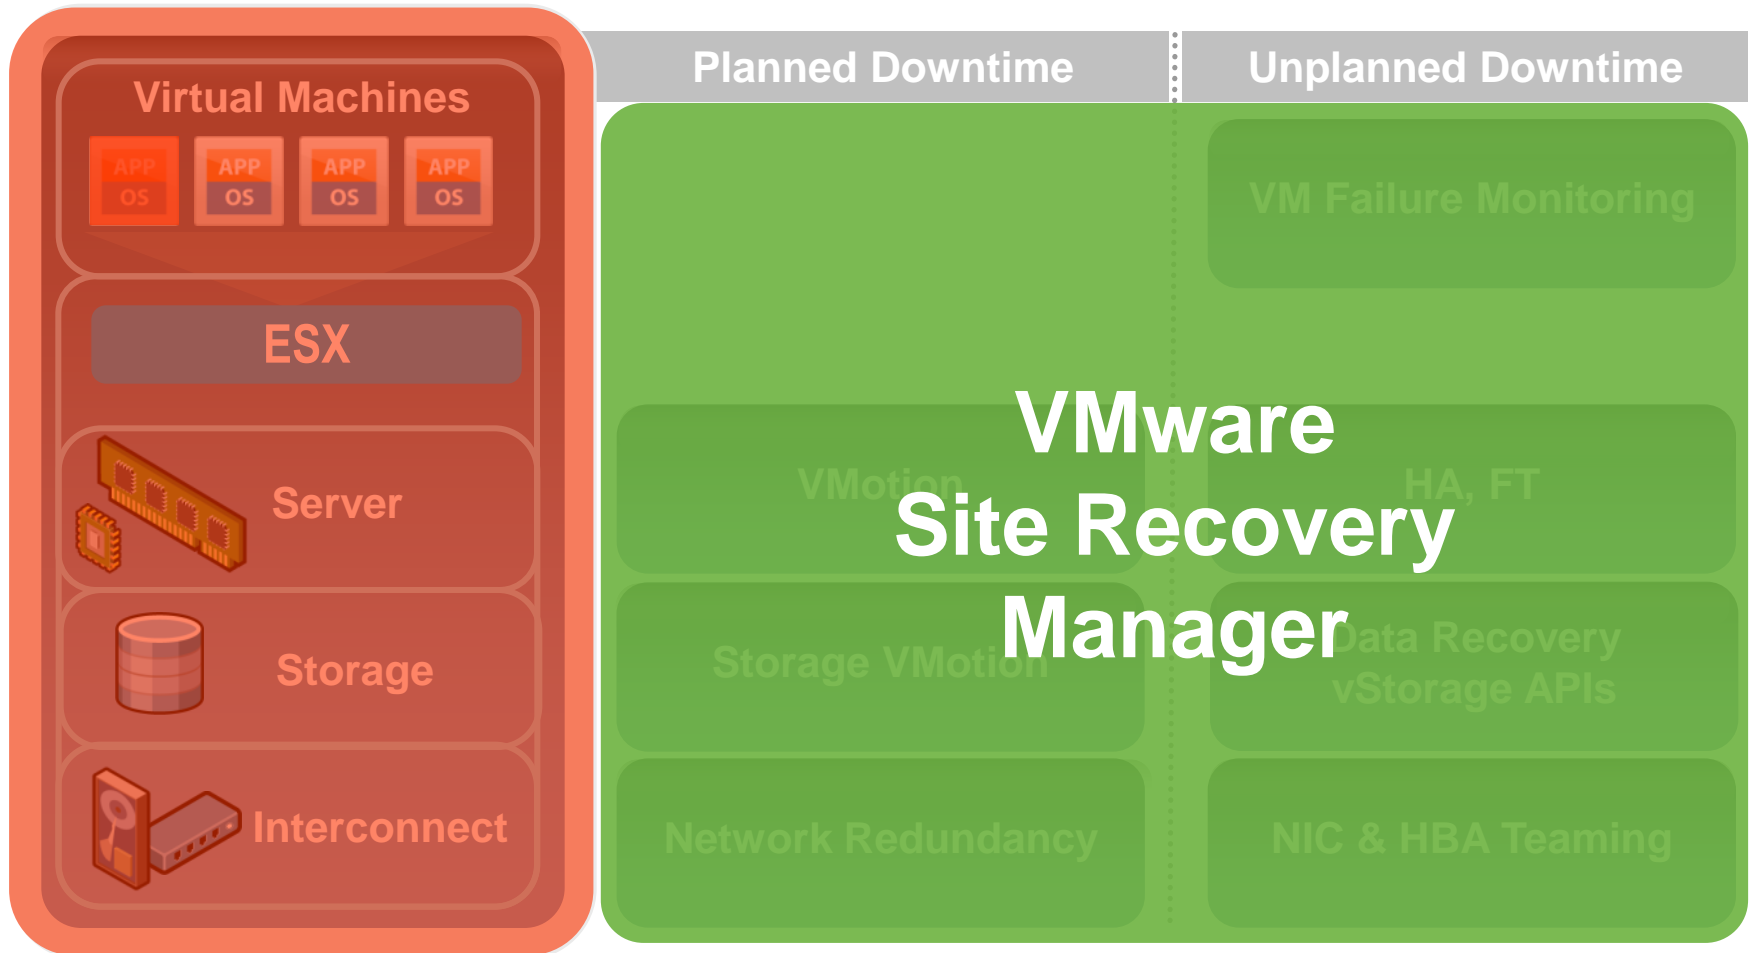 Planned Downtime
Unplanned Downtime
Virtual Machines
APP
OS
APP
OS
APP
OS
APP
OS
ESX
Server
Storage
Interconnect
VM Failure Monitoring
VMotion
HA, FT
Storage VMotion
Data Recovery
vStorage APIs
Network Redundancy
NIC & HBA Teaming
VMware
Site Recovery
Manager